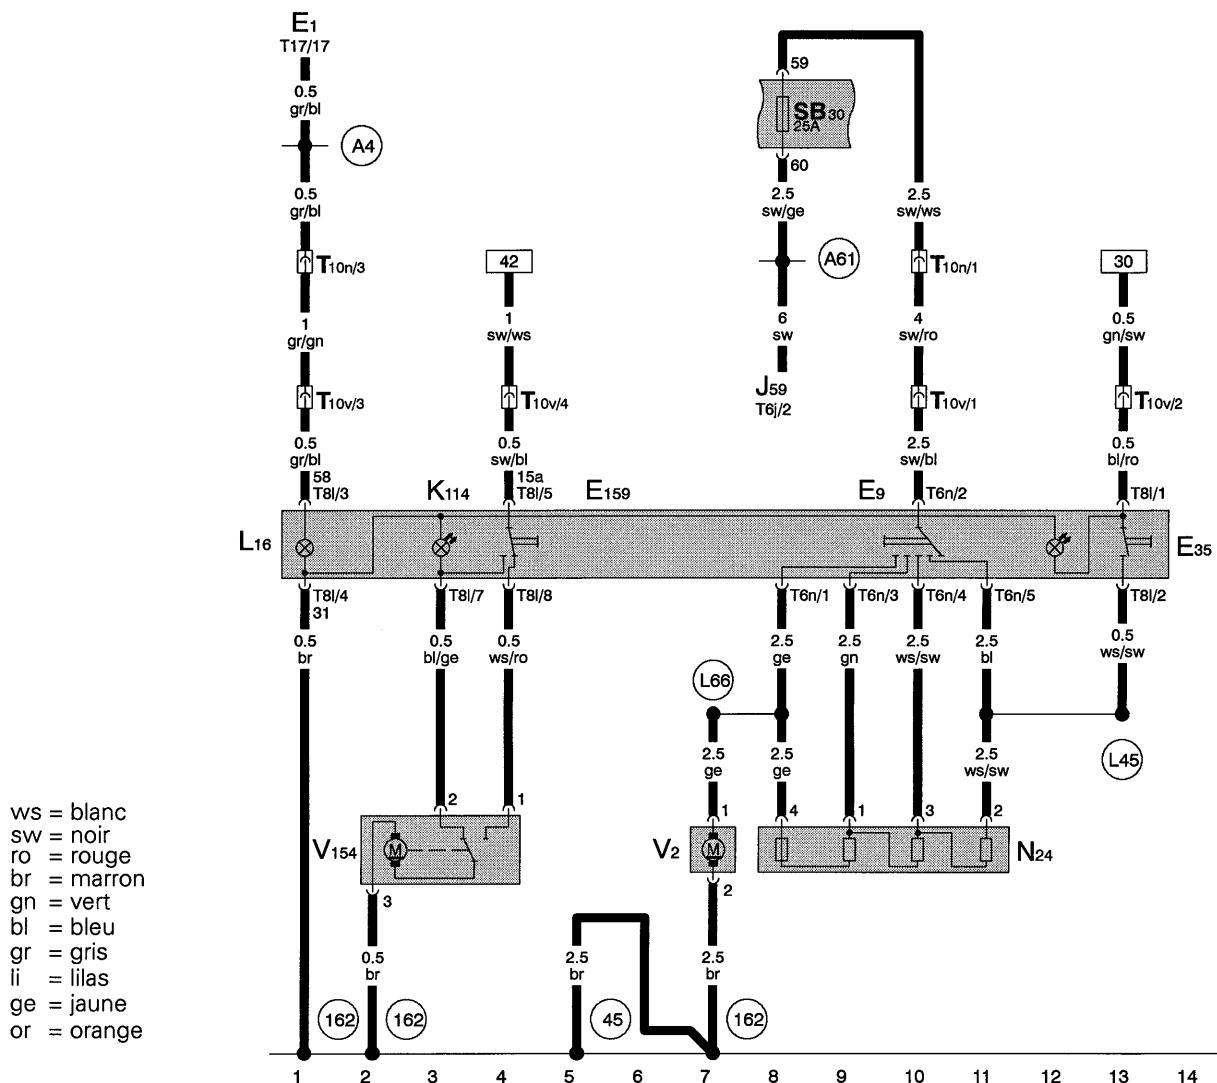 E1
T17/17
0.5
gr/bl
A4
0.5
gr/bl
T10n/3
1
gr/gn
T10v/3
0.5
gr/bl
58
T8l/3
42
1
sw/ws
T10v/4
0.5
sw/bl
15a
T8l/5
59
SB30
25A
60
2.5
sw/ge
A61
6
sw
J59
T6j/2
2.5
sw/ws
T10n/1
4
sw/ro
T10v/1
2.5
sw/bl
T6n/2
30
0.5
gn/sw
T10v/2
0.5
bl/ro
T8l/1
K114
E159
E9
L16
E35
T8l/4
31
T8l/7
T8l/8
T6n/1
T6n/3
T6n/4
T6n/5
T8l/2
0.5
br
0.5
bl/ge
0.5
ws/ro
2.5
ge
2.5
gn
2.5
ws/sw
2.5
bl
0.5
ws/sw
L66
L45
2.5
ge
2.5
ge
2.5
ws/sw
2
1
1
4
1
3
2
V154
M
V2
M
N24
3
2
0.5
br
2.5
br
2.5
br
162
162
45
162
ws = blanc
sw = noir
ro = rouge
br = marron
gn = vert
bl = bleu
gr = gris
li = lilas
ge = jaune
or = orange
1 2 3 4 5 6 7 8 9 10 11 12 13 14